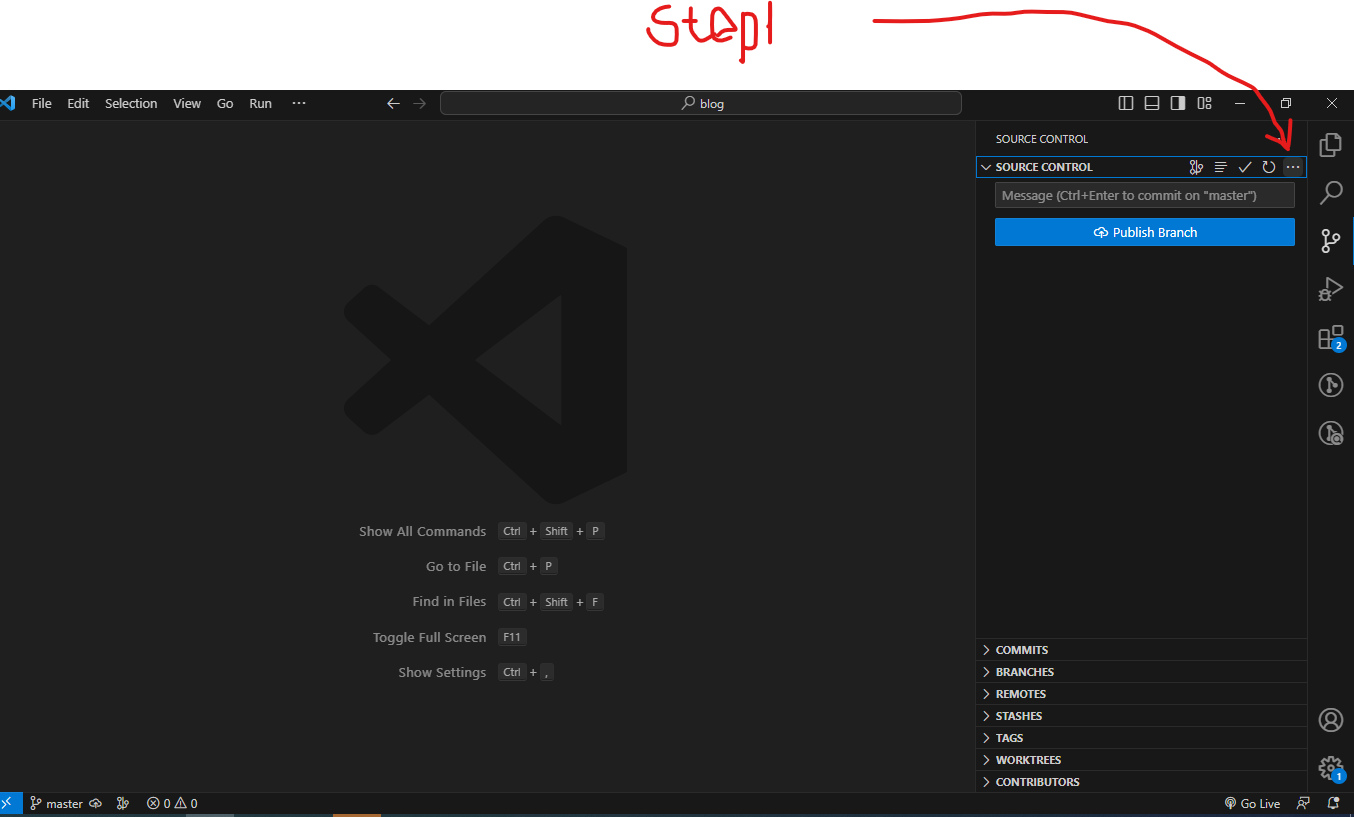 Step1
File Edit Selection View Go Run ··· blog
SOURCE CONTROL
SOURCE CONTROL
Message (Ctrl+Enter to commit on "master")
Publish Branch
2
Show All Commands Ctrl + Shift + P
Go to File Ctrl + P
Find in Files Ctrl + Shift + F
Toggle Full Screen F11
Show Settings Ctrl + ,
COMMITS
BRANCHES
REMOTES
STASHES
TAGS
WORKTREES
CONTRIBUTORS
1
master 0 0 Go Live